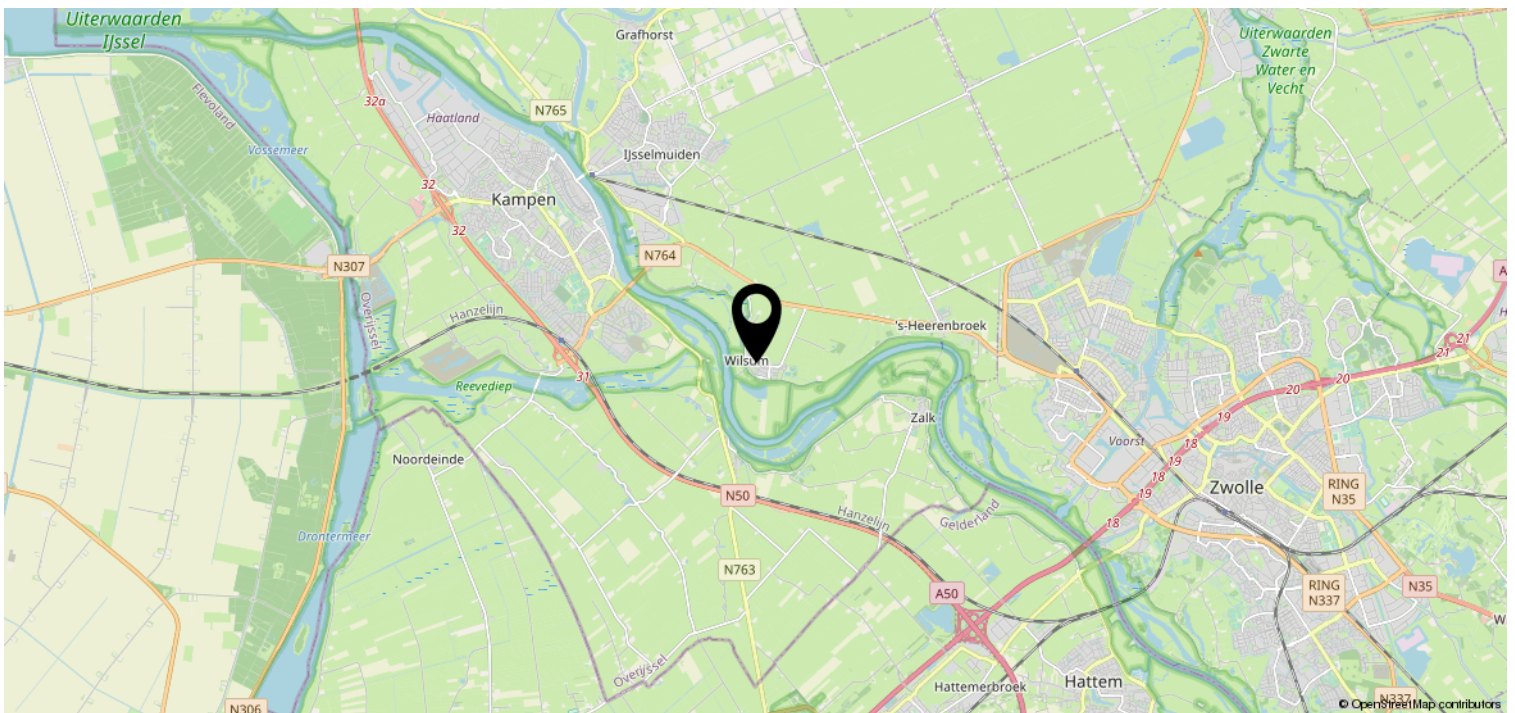 Uiterwaarden
IJssel
Grafhorst
Uiterwaarden
Zwarte
Water en
Vecht
Flevoland
32a
Haatland
N765
Vossemeer
IJsselmuiden
32
Kampen
32
N764
N307
A
Overijssel
Hanzelijn
's-Heerenbroek
21
21
H
Wilsum
31
Reevediep
20
20
Zalk
19
18
Voorst
19
18
19
18
Noordeinde
Zwolle
RING
N35
N50
Hanzelijn
Gelderland
Drontermeer
N763
A50
RING
N337
N35
W
Overijssel
Hattemerbroek
Hattem
N306
N337
© OpenStreetMap contributors